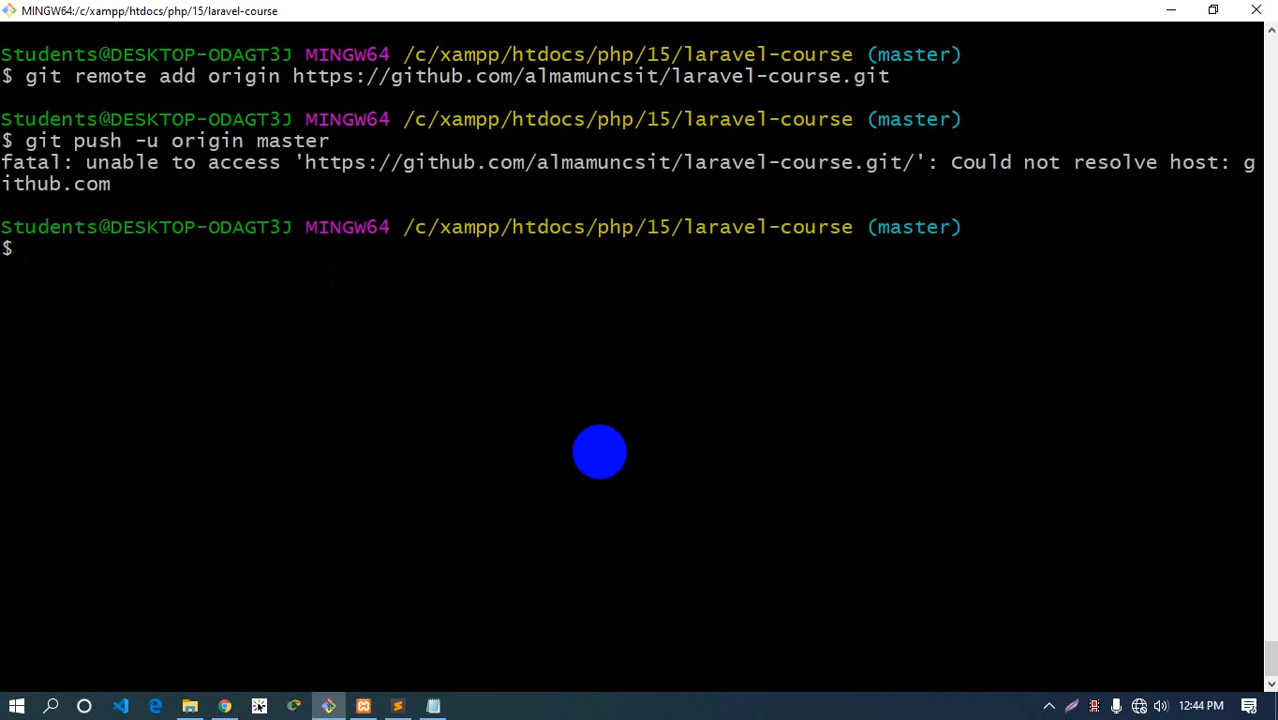 MINGW64:/c/xampp/htdocs/php/15/laravel-course
Students@DESKTOP-ODAGT3J MINGW64 /c/xampp/htdocs/php/15/laravel-course (master)
$ git remote add origin https://github.com/almamuncsit/laravel-course.git
Students@DESKTOP-ODAGT3J MINGW64 /c/xampp/htdocs/php/15/laravel-course (master)
$ git push -u origin master
fatal: unable to access 'https://github.com/almamuncsit/laravel-course.git/': Could not resolve host: g
ithub.com
Students@DESKTOP-ODAGT3J MINGW64 /c/xampp/htdocs/php/15/laravel-course (master)
$
12:44 PM